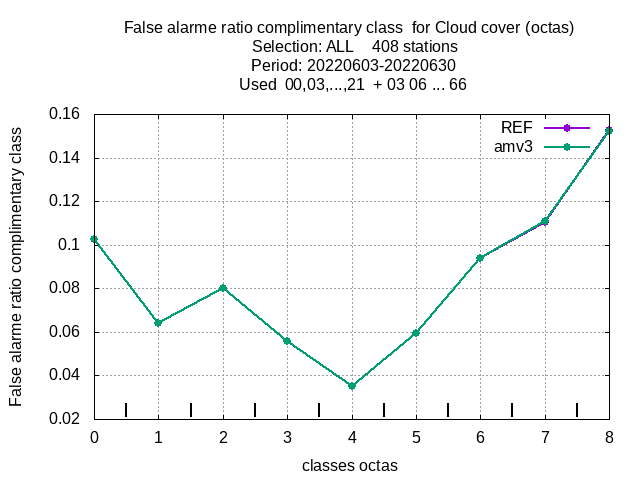 False alarme ratio complimentary class  for Cloud cover (octas)
Selection: ALL    408 stations
Period: 20220603-20220630
Used  00,03,...,21  + 03 06 ... 66
False alarme ratio complimentary class
0.16
0.14
0.12
0.1
0.08
0.06
0.04
0.02
REF
amv3
0 1 2 3 4 5 6 7 8
classes octas